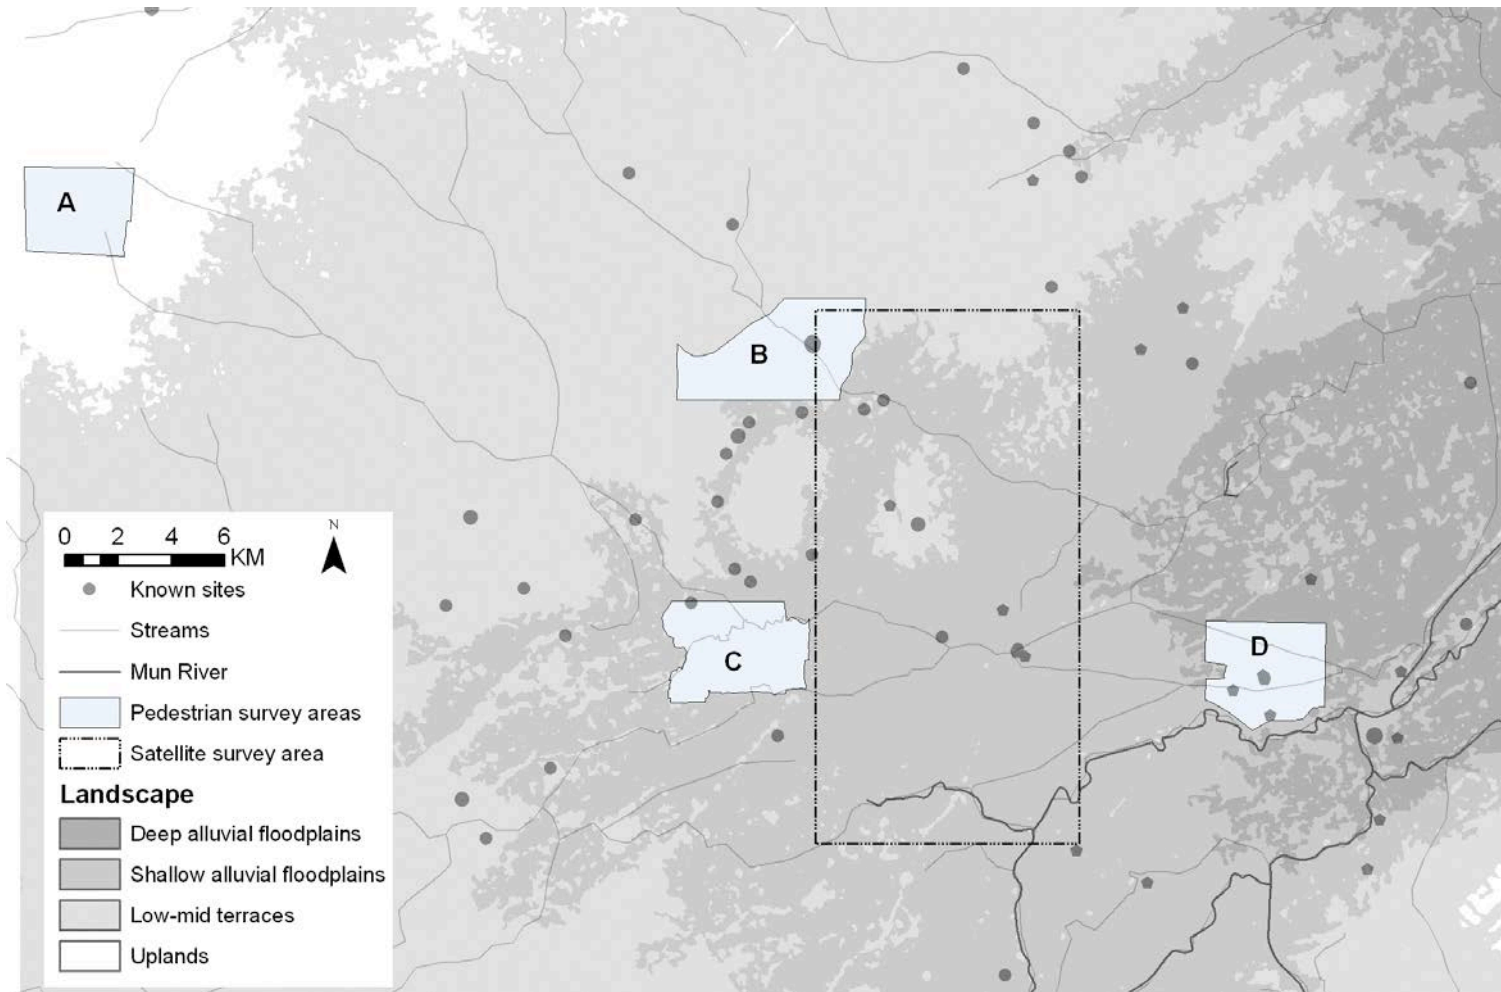 A
B
C
D
N
0 2 4 6
KM
Known sites
Streams
Mun River
Pedestrian survey areas
Satellite survey area
Landscape
Deep alluvial floodplains
Shallow alluvial floodplains
Low-mid terraces
Uplands